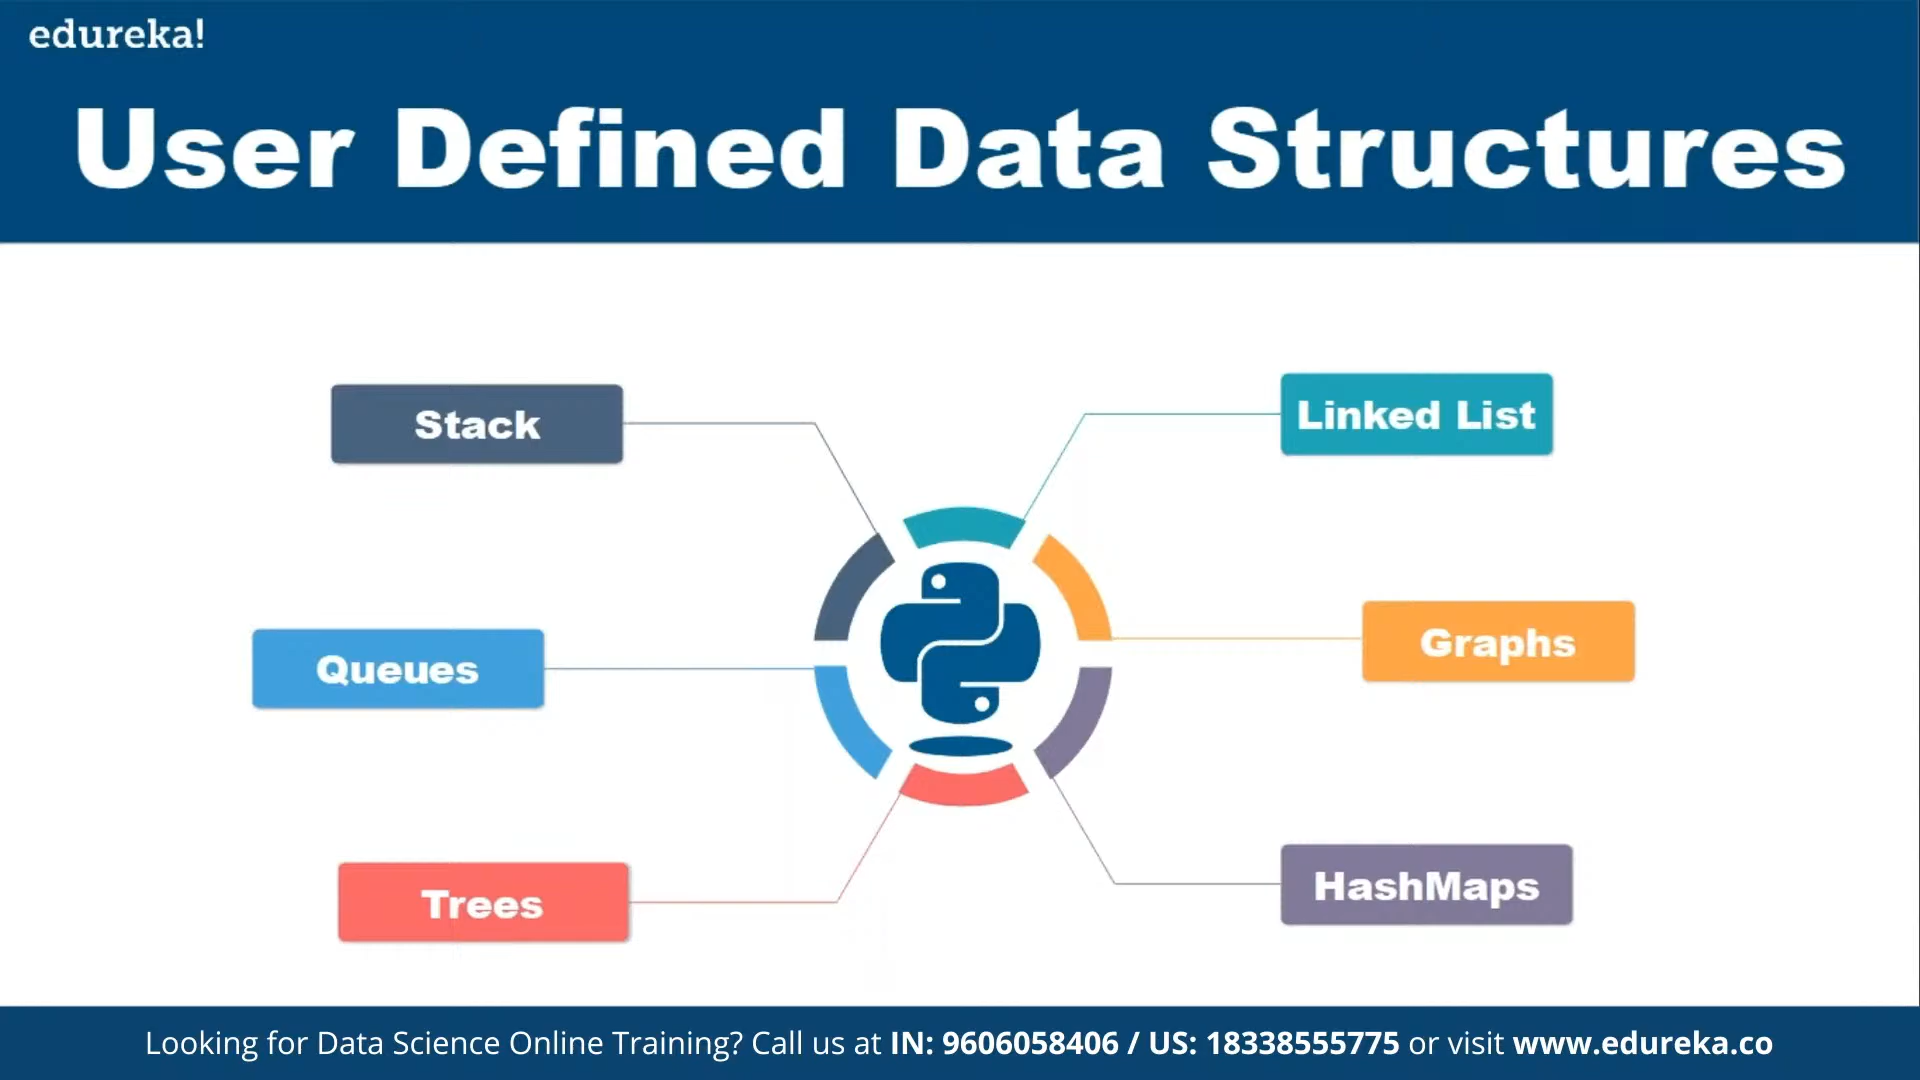 edureka!
User Defined Data Structures
Stack
Linked List
Queues
Graphs
Trees
HashMaps
Looking for Data Science Online Training? Call us at IN: 9606058406 / US: 18338555775 or visit www.edureka.co